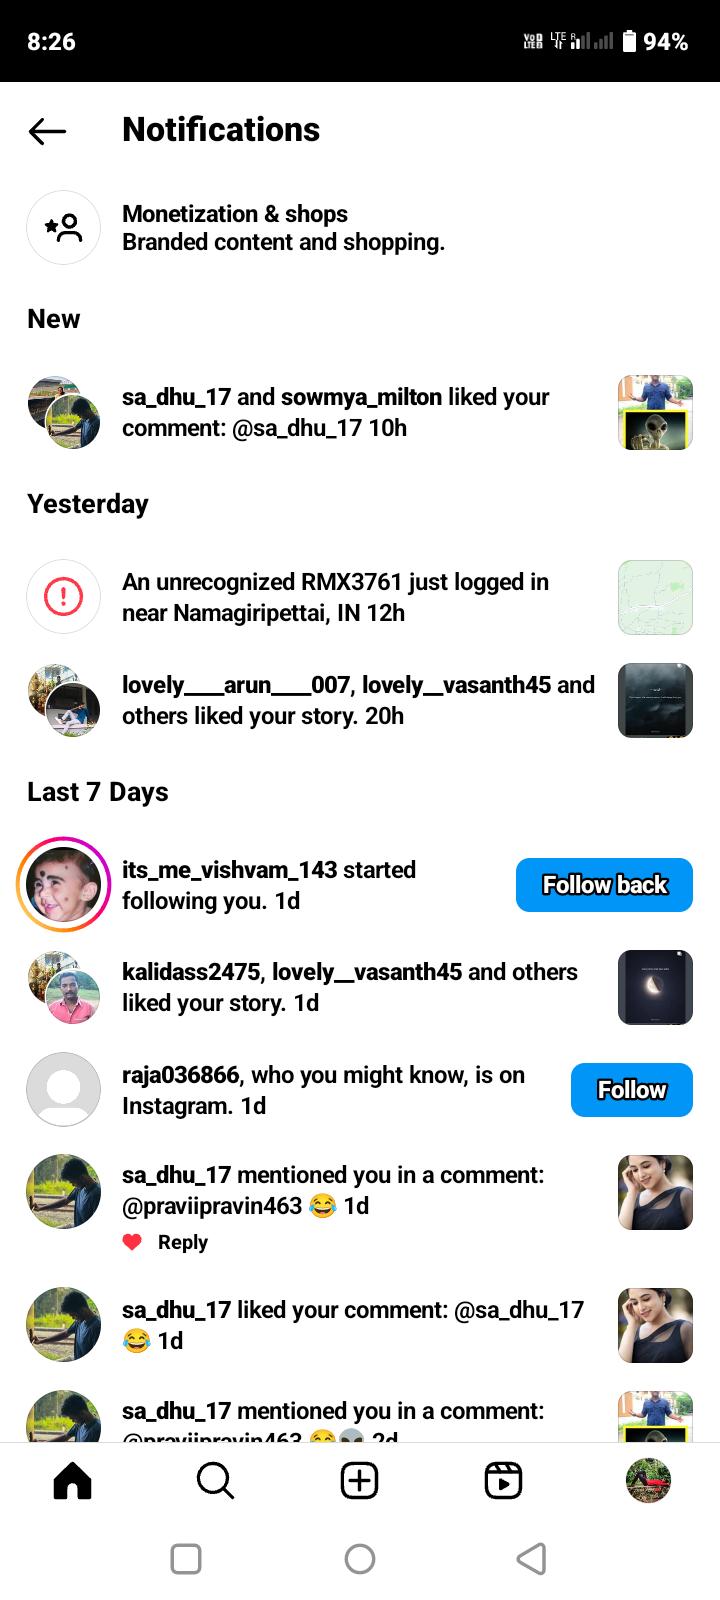 8:26
LTE
R
94%
Notifications
Monetization & shops
Branded content and shopping.
New
sa_dhu_17 and sowmya_milton liked your
comment: @sa_dhu_17 10h
Yesterday
An unrecognized RMX3761 just logged in
near Namagiripettai, IN 12h
lovely____arun____007, lovely__vasanth45 and
others liked your story. 20h
Last 7 Days
its_me_vishvam_143 started
following you. 1d
Follow back
kalidass2475, lovely__vasanth45 and others
liked your story. 1d
raja036866, who you might know, is on
Instagram. 1d
Follow
sa_dhu_17 mentioned you in a comment:
@praviipravin463 😂 1d
Reply
sa_dhu_17 liked your comment: @sa_dhu_17
😂 1d
sa_dhu_17 mentioned you in a comment:
@praviipravin463 😂👽 2d